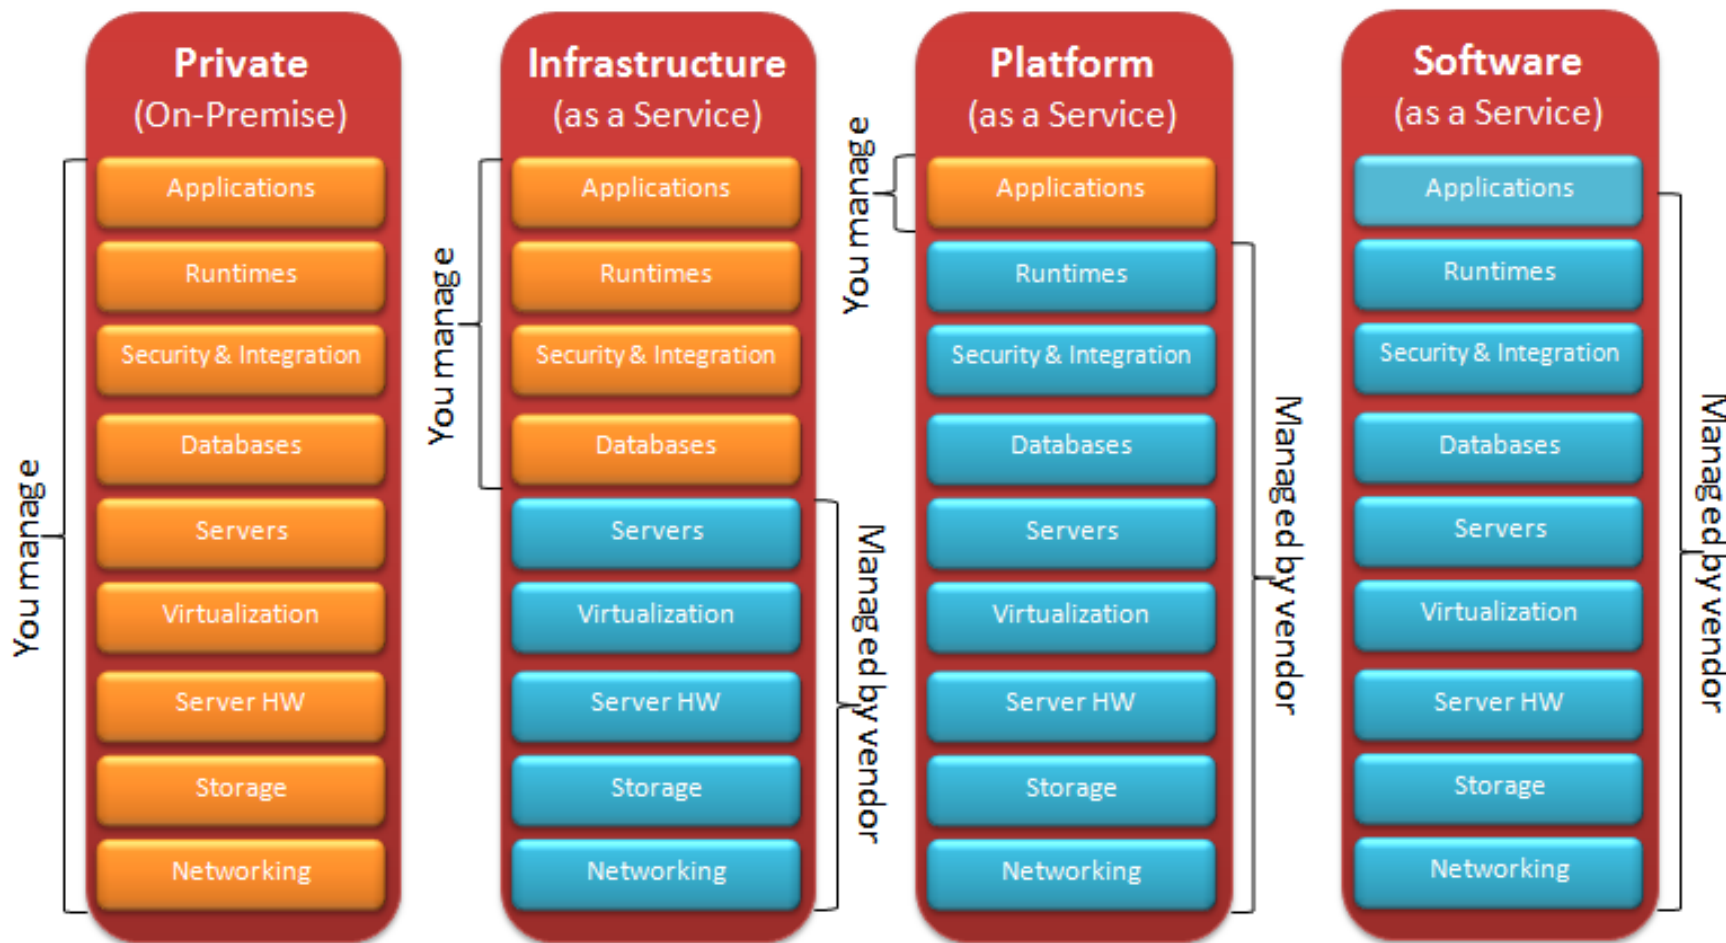 Private
(On-Premise)
Applications
Runtimes
Security & Integration
Databases
Servers
Virtualization
Server HW
Storage
Networking
You manage
Infrastructure
(as a Service)
Applications
Runtimes
Security & Integration
Databases
Servers
Virtualization
Server HW
Storage
Networking
You manage
Managed by vendor
Platform
(as a Service)
Applications
Runtimes
Security & Integration
Databases
Servers
Virtualization
Server HW
Storage
Networking
You manage
Managed by vendor
Software
(as a Service)
Applications
Runtimes
Security & Integration
Databases
Servers
Virtualization
Server HW
Storage
Networking
Managed by vendor